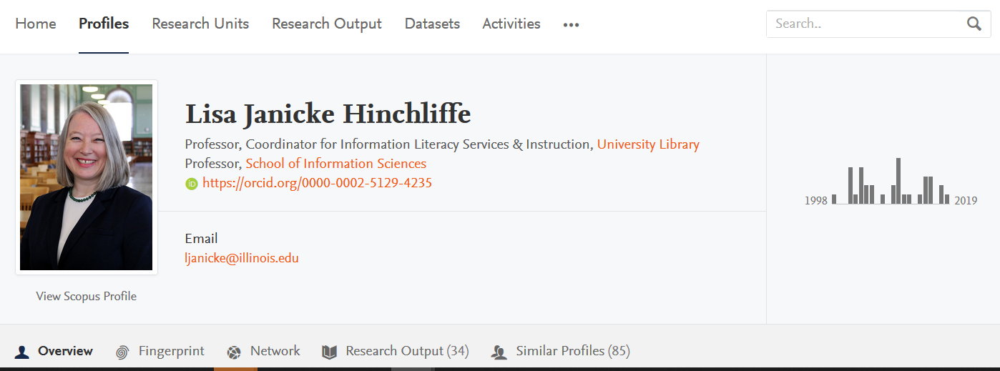 Home Profiles Research Units Research Output Datasets Activities ••• Search..
Lisa Janicke Hinchliffe
Professor, Coordinator for Information Literacy Services & Instruction, University Library
Professor, School of Information Sciences
iD https://orcid.org/0000-0002-5129-4235
1998 2019
Email
ljanicke@illinois.edu
View Scopus Profile
Overview Fingerprint Network Research Output (34) Similar Profiles (85)